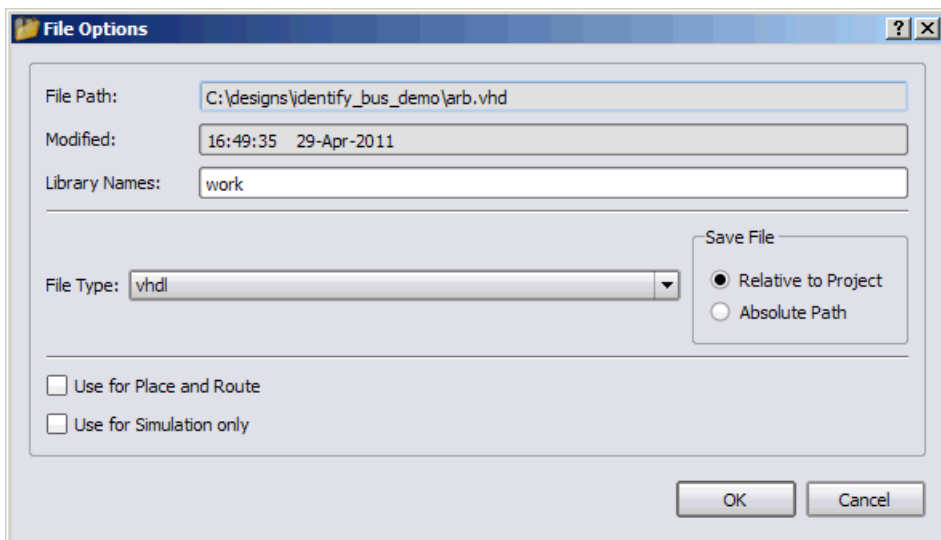 File Options
File Path: C:\designs\identify_bus_demo\arb.vhd
Modified: 16:49:35 29-Apr-2011
Library Names: work
Save File
File Type: vhdl
Relative to Project
Absolute Path
Use for Place and Route
Use for Simulation only
OK Cancel